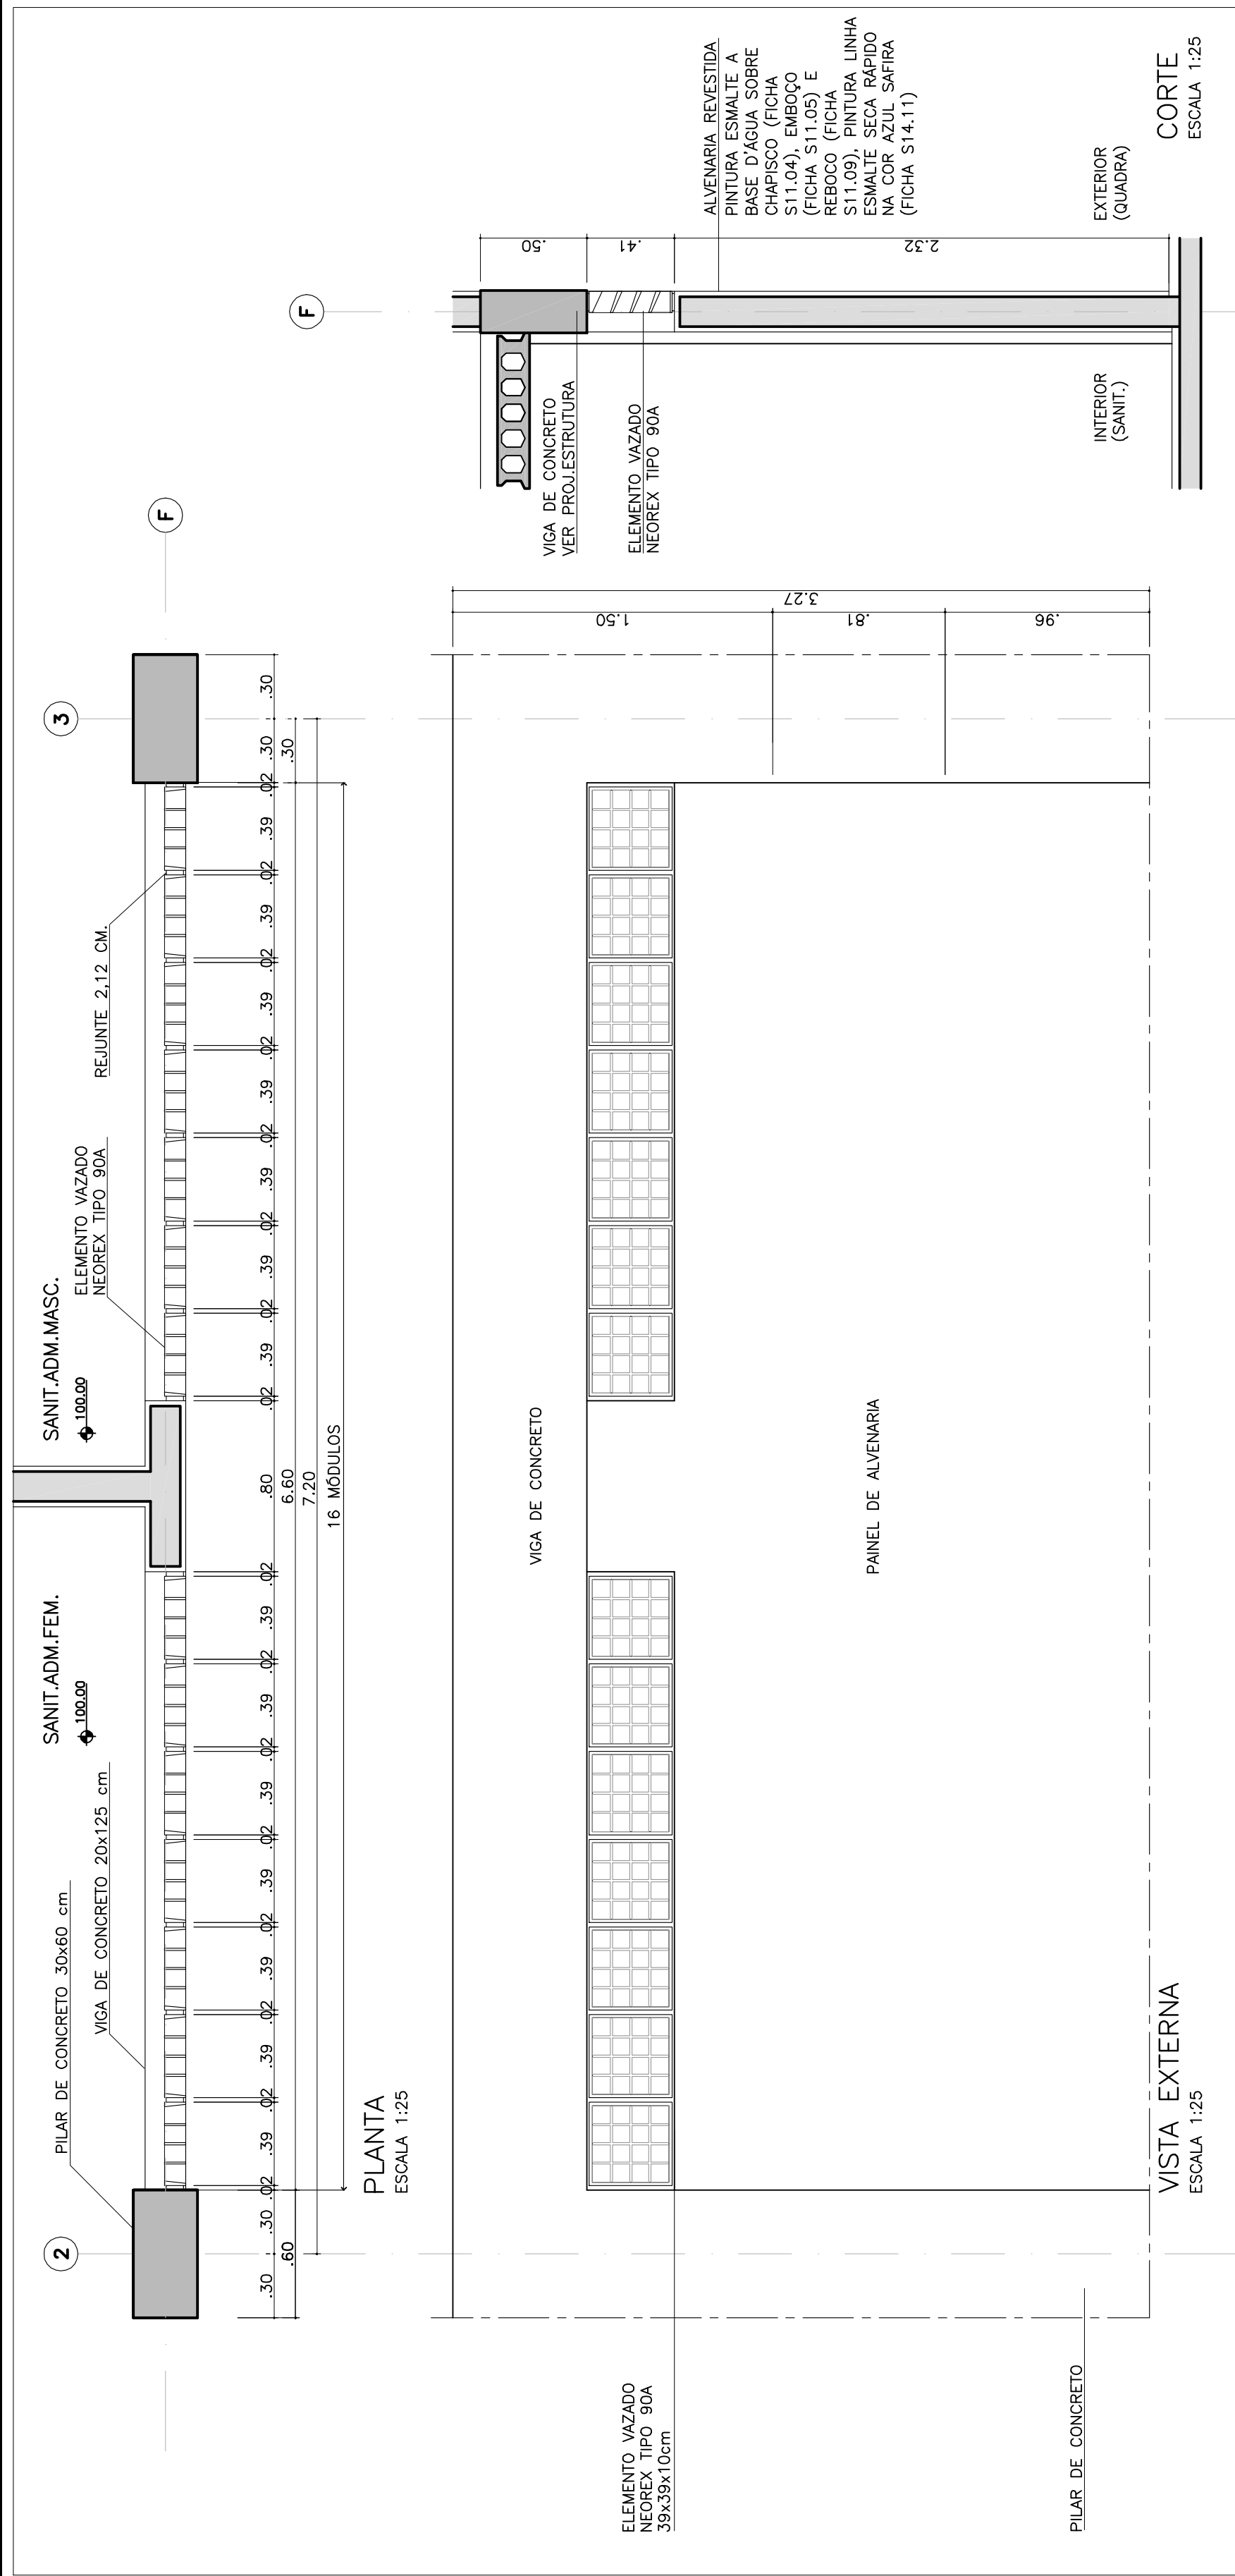 2
3
F
PILAR DE CONCRETO 30x60 cm
VIGA DE CONCRETO 20x125 cm
SANIT.ADM.FEM.
100.00
SANIT.ADM.MASC.
100.00
ELEMENTO VAZADO
NEOREX TIPO 90A
REJUNTE 2,12 CM.
.30 .30 .02 .39 .02 .39 .02 .39 .02 .39 .02 .39 .02 .39 .02 .39 .02 .80 .02 .39 .02 .39 .02 .39 .02 .39 .02 .39 .02 .39 .02 .39 .02 .30 .30
.60 6.60 .30
7.20
16 MÓDULOS
PLANTA
ESCALA 1:25
VIGA DE CONCRETO
PAINEL DE ALVENARIA
ELEMENTO VAZADO
NEOREX TIPO 90A
39x39x10cm
PILAR DE CONCRETO
1.50
.81
.96
3.27
VISTA EXTERNA
ESCALA 1:25
F
VIGA DE CONCRETO
VER PROJ.ESTRUTURA
ELEMENTO VAZADO
NEOREX TIPO 90A
.50
.41
2.32
ALVENARIA REVESTIDA
PINTURA ESMALTE A
BASE D'ÁGUA SOBRE
CHAPISCO (FICHA
S11.04), EMBOÇO
(FICHA S11.05) E
REBOCO (FICHA
S11.09), PINTURA LINHA
ESMALTE SECA RÁPIDO
NA COR AZUL SAFIRA
(FICHA S14.11)
INTERIOR
(SANIT.)
EXTERIOR
(QUADRA)
CORTE
ESCALA 1:25